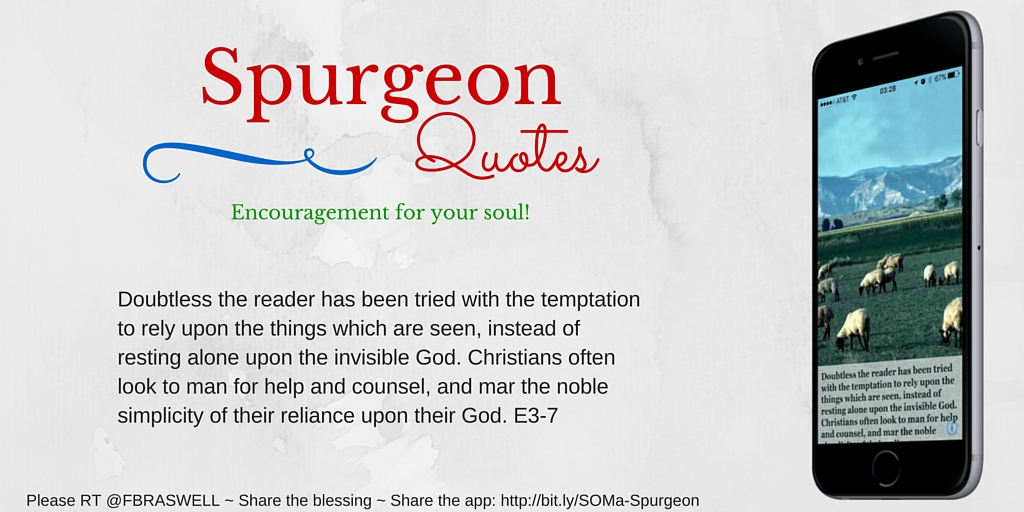 Spurgeon
Quotes
Encouragement for your soul!
Doubtless the reader has been tried with the temptation
to rely upon the things which are seen, instead of
resting alone upon the invisible God. Christians often
look to man for help and counsel, and mar the noble
simplicity of their reliance upon their God. E3-7
Please RT @FBRASWELL ~ Share the blessing ~ Share the app: http://bit.ly/SOMa-Spurgeon
AT&T 03:28 67%
Doubtless the reader has been tried
with the temptation to rely upon the
things which are seen, instead of
resting alone upon the invisible God.
Christians often look to man for help
and counsel, and mar the noble